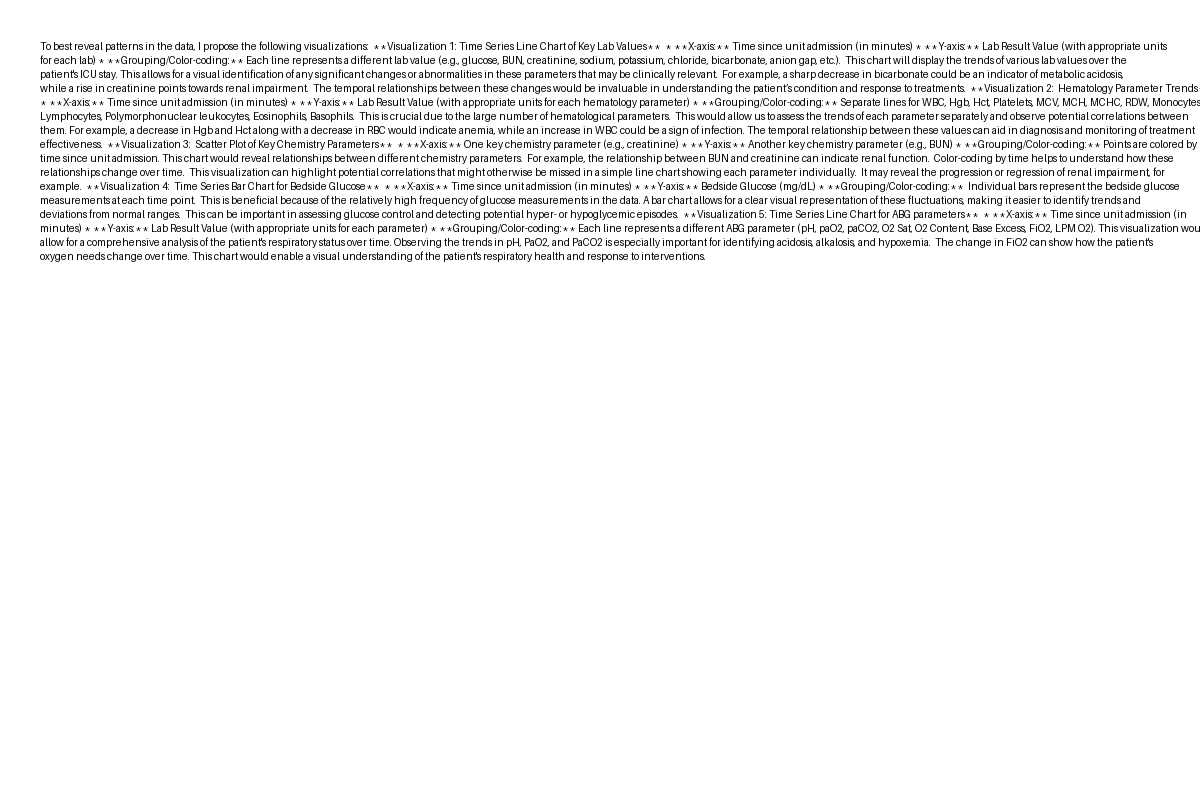 To best reveal patterns in the data, I propose the following visualizations:  **Visualization 1: Time Series Line Chart of Key Lab Values**  * **X-axis:** Time since unit admission (in minutes) * **Y-axis:** Lab Result Value (with appropriate units
for each lab) * **Grouping/Color-coding:** Each line represents a different lab value (e.g., glucose, BUN, creatinine, sodium, potassium, chloride, bicarbonate, anion gap, etc.).  This chart will display the trends of various lab values over the
patient's ICU stay. This allows for a visual identification of any significant changes or abnormalities in these parameters that may be clinically relevant.  For example, a sharp decrease in bicarbonate could be an indicator of metabolic acidosis,
while a rise in creatinine points towards renal impairment.  The temporal relationships between these changes would be invaluable in understanding the patient's condition and response to treatments.  **Visualization 2:  Hematology Parameter Trends
* **X-axis:** Time since unit admission (in minutes) * **Y-axis:** Lab Result Value (with appropriate units for each hematology parameter) * **Grouping/Color-coding:** Separate lines for WBC, Hgb, Hct, Platelets, MCV, MCH, MCHC, RDW, Monocytes
Lymphocytes, Polymorphonuclear leukocytes, Eosinophils, Basophils.  This is crucial due to the large number of hematological parameters.  This would allow us to assess the trends of each parameter separately and observe potential correlations between
them. For example, a decrease in Hgb and Hct along with a decrease in RBC would indicate anemia, while an increase in WBC could be a sign of infection. The temporal relationship between these values can aid in diagnosis and monitoring of treatment
effectiveness.  **Visualization 3:  Scatter Plot of Key Chemistry Parameters**  * **X-axis:** One key chemistry parameter (e.g., creatinine) * **Y-axis:** Another key chemistry parameter (e.g., BUN) * **Grouping/Color-coding:** Points are colored by
time since unit admission. This chart would reveal relationships between different chemistry parameters.  For example, the relationship between BUN and creatinine can indicate renal function.  Color-coding by time helps to understand how these
relationships change over time.  This visualization can highlight potential correlations that might otherwise be missed in a simple line chart showing each parameter individually.  It may reveal the progression or regression of renal impairment, for
example.  **Visualization 4:  Time Series Bar Chart for Bedside Glucose**  * **X-axis:** Time since unit admission (in minutes) * **Y-axis:** Bedside Glucose (mg/dL) * **Grouping/Color-coding:**  Individual bars represent the bedside glucose
measurements at each time point.  This is beneficial because of the relatively high frequency of glucose measurements in the data. A bar chart allows for a clear visual representation of these fluctuations, making it easier to identify trends and
deviations from normal ranges.  This can be important in assessing glucose control and detecting potential hyper- or hypoglycemic episodes.  **Visualization 5: Time Series Line Chart for ABG parameters**  * **X-axis:** Time since unit admission (in
minutes) * **Y-axis:** Lab Result Value (with appropriate units for each parameter) * **Grouping/Color-coding:** Each line represents a different ABG parameter (pH, paO2, paCO2, O2 Sat, O2 Content, Base Excess, FiO2, LPM O2). This visualization wou
allow for a comprehensive analysis of the patient's respiratory status over time. Observing the trends in pH, PaO2, and PaCO2 is especially important for identifying acidosis, alkalosis, and hypoxemia.  The change in FiO2 can show how the patient's
oxygen needs change over time. This chart would enable a visual understanding of the patient's respiratory health and response to interventions.